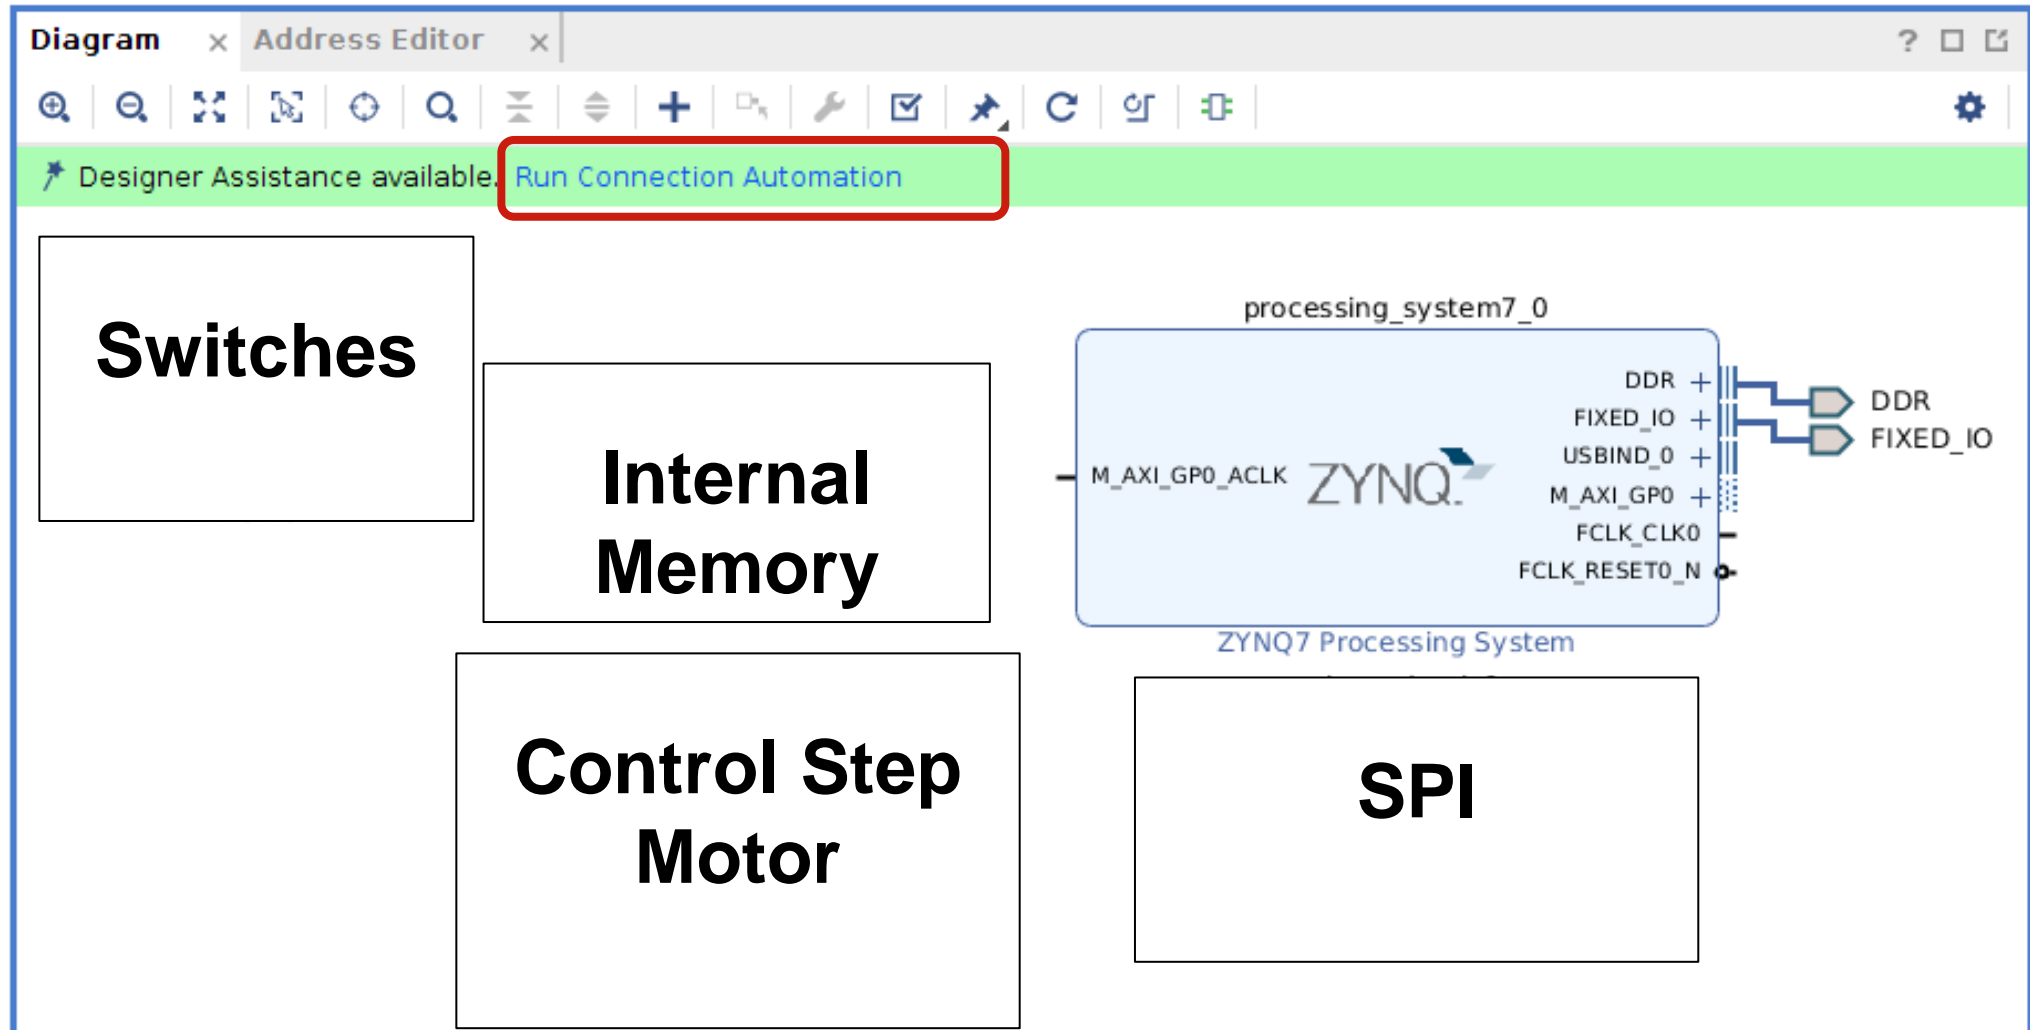 Diagram
Address Editor
Designer Assistance available. Run Connection Automation
Switches
Internal
Memory
Control Step
Motor
SPI
processing_system7_0
DDR
FIXED_IO
USBIND_0
M_AXI_GP0
FCLK_CLK0
FCLK_RESET0_N
M_AXI_GP0_ACLK
ZYNQ
ZYNQ7 Processing System
DDR
FIXED_IO